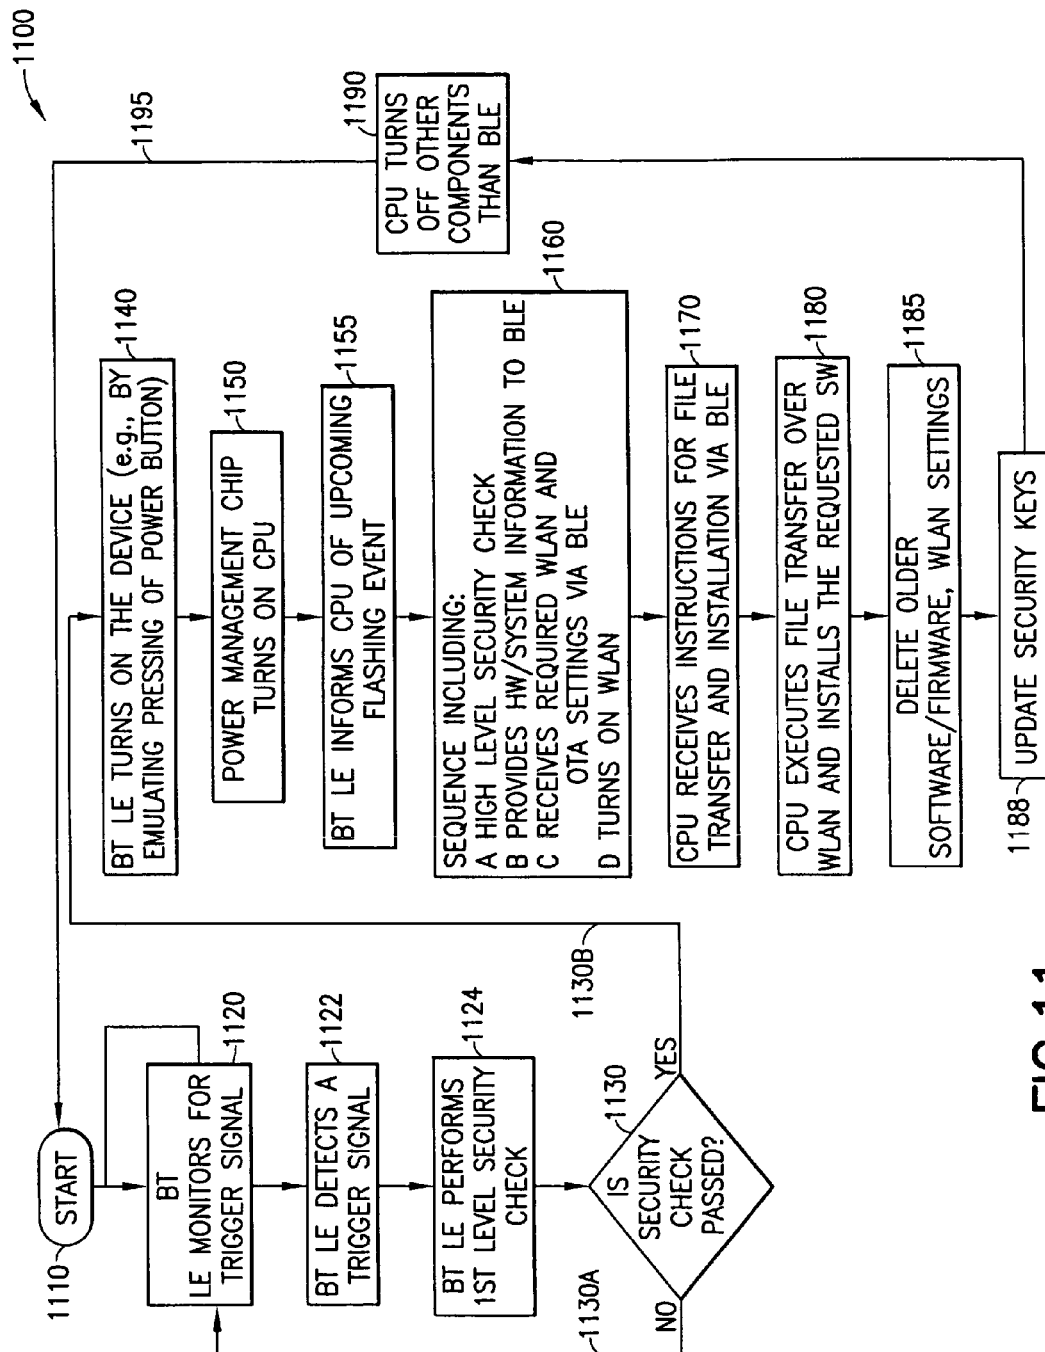 1100
START
1110
BT
LE MONITORS FOR
TRIGGER SIGNAL
1120
BT LE DETECTS A
TRIGGER SIGNAL
1122
BT LE PERFORMS
1ST LEVEL SECURITY
CHECK
1124
IS
SECURITY
CHECK
PASSED?
1130
NO
1130A
YES
1130B
BT LE TURNS ON THE DEVICE (e.g., BY
EMULATING PRESSING OF POWER BUTTON)
1140
POWER MANAGEMENT CHIP
TURNS ON CPU
1150
BT LE INFORMS CPU OF UPCOMING
FLASHING EVENT
1155
SEQUENCE INCLUDING:
A HIGH LEVEL SECURITY CHECK
B PROVIDES HW/SYSTEM INFORMATION TO BLE
C RECEIVES REQUIRED WLAN AND
OTA SETTINGS VIA BLE
D TURNS ON WLAN
1160
CPU RECEIVES INSTRUCTIONS FOR FILE
TRANSFER AND INSTALLATION VIA BLE
1170
CPU EXECUTES FILE TRANSFER OVER
WLAN AND INSTALLS THE REQUESTED SW
1180
DELETE OLDER
SOFTWARE/FIRMWARE, WLAN SETTINGS
1185
UPDATE SECURITY KEYS
1188
CPU TURNS
OFF OTHER
COMPONENTS
THAN BLE
1190
1195